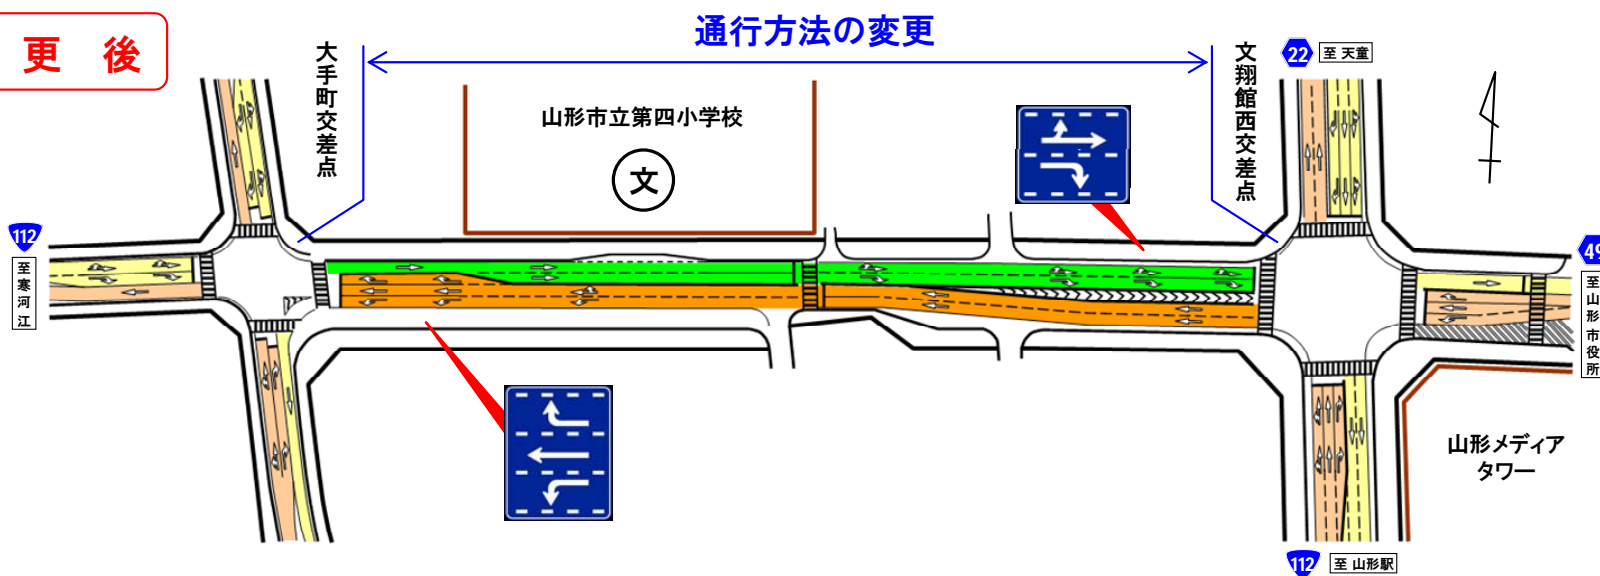 更 後
通行方法の変更
大手町交差点
文翔館西交差点
22
至 天童
山形市立第四小学校
文
112
至寒河江
49
至山形市役所
山形メディア
タワー
112
至 山形駅